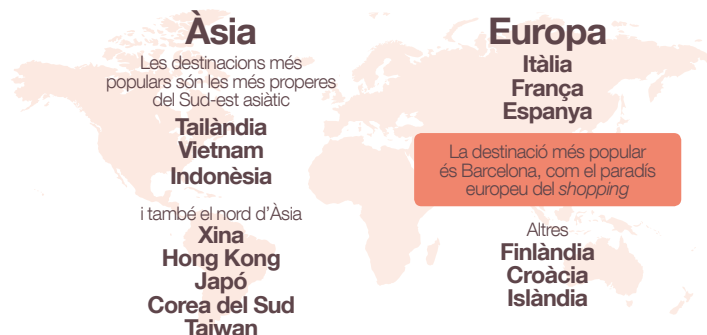 Àsia
Les destinacions més
populars són les més properes
del Sud-est asiàtic
Tailàndia
Vietnam
Indonèsia
i també el nord d’Àsia
Xina
Hong Kong
Japó
Corea del Sud
Taiwan
Europa
Itàlia
França
Espanya
La destinació més popular
és Barcelona, com el paradís
europeu del shopping
Altres
Finlàndia
Croàcia
Islàndia